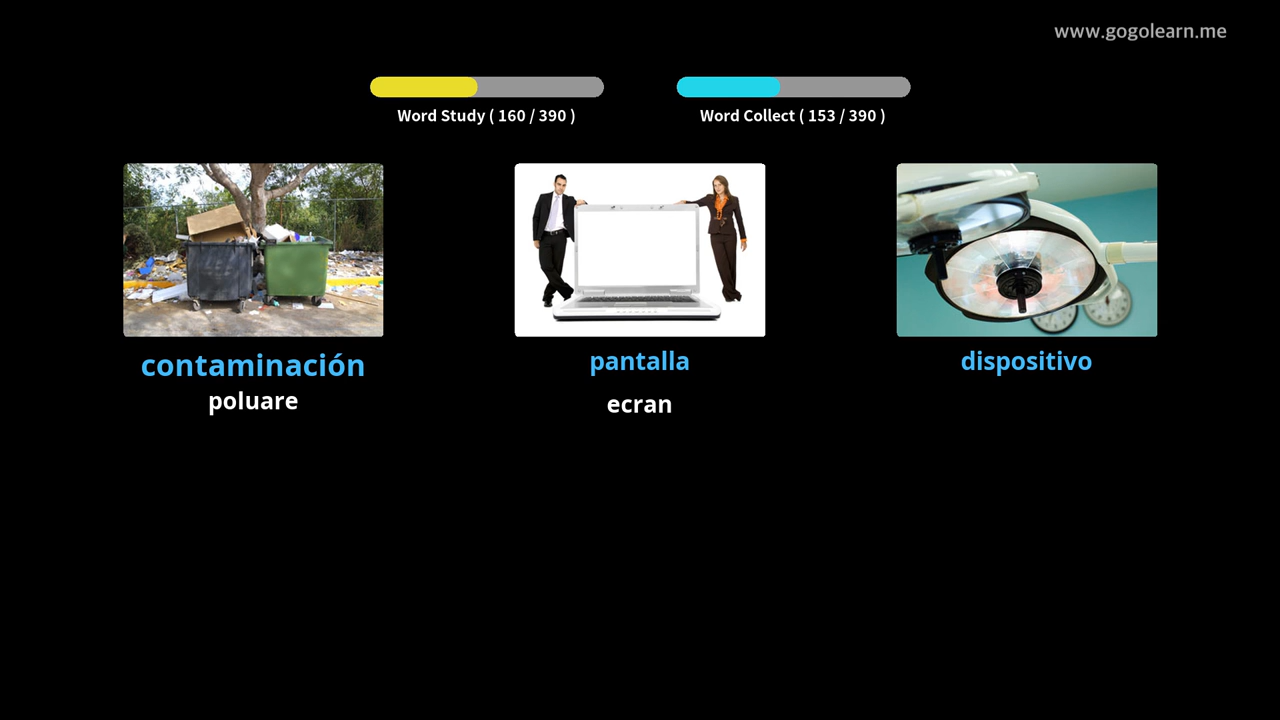 www.gogolearn.me
Word Study ( 160 / 390 )
Word Collect ( 153 / 390 )
contaminación
poluare
pantalla
ecran
dispositivo